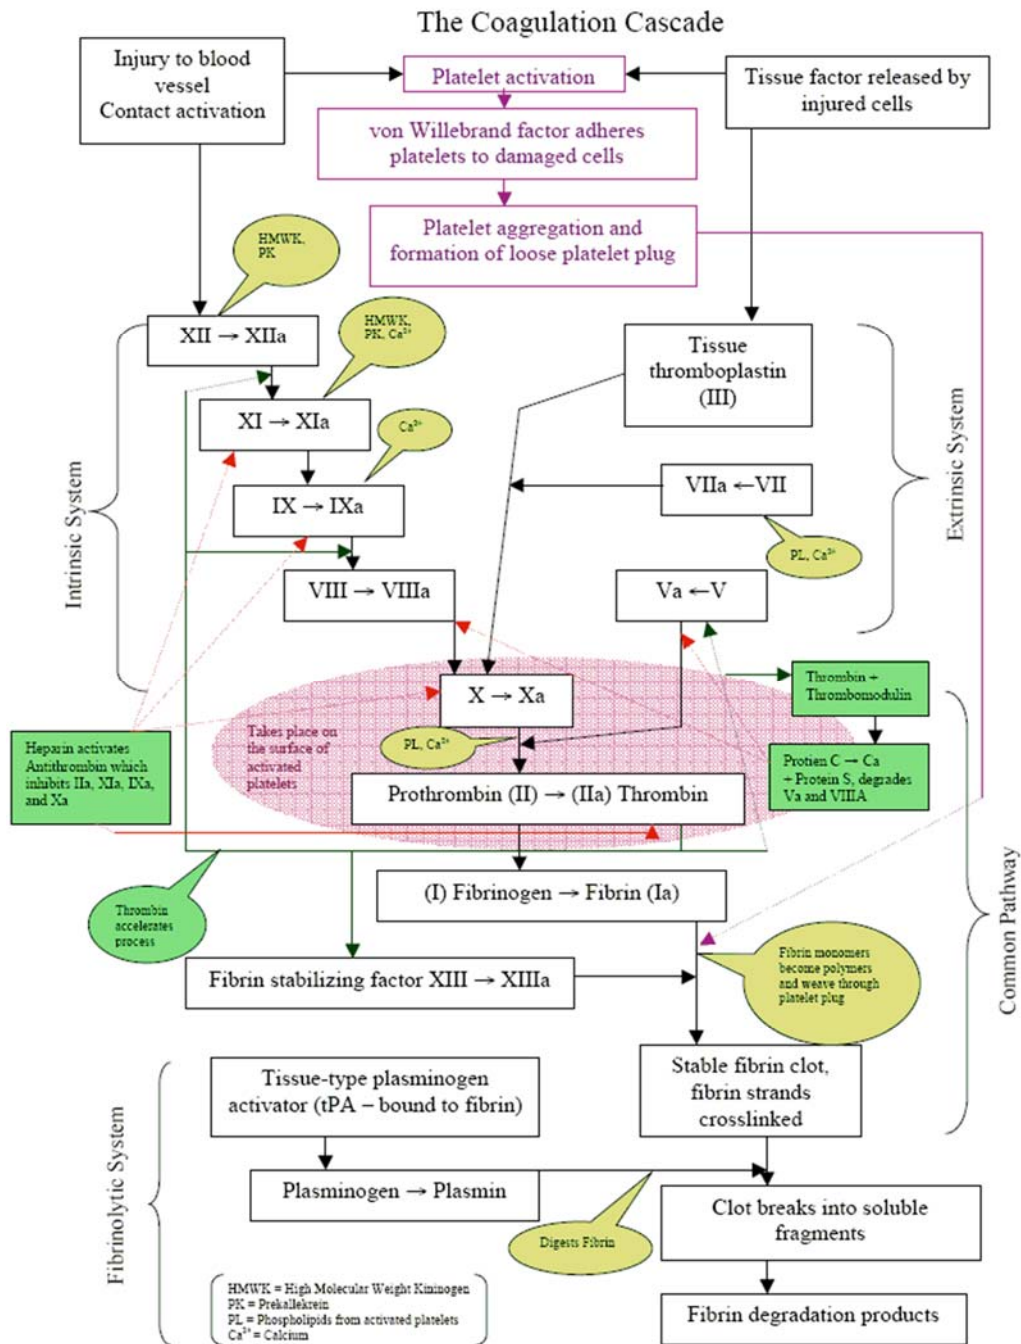 The Coagulation Cascade
Injury to blood
vessel
Contact activation
Platelet activation
Tissue factor released by
injured cells
von Willebrand factor adheres
platelets to damaged cells
Platelet aggregation and
formation of loose platelet plug
HMWK,
PK
XII → XIIa
HMWK,
PK, Ca²⁺
XI → XIa
Ca²⁺
IX → IXa
VIII → VIIIa
Intrinsic System
Tissue
thromboplastin
(III)
VIIa ←VII
PL, Ca²⁺
Va ←V
Extrinsic System
X → Xa
Takes place on
the surface of
activated
platelets
PL, Ca²⁺
Prothrombin (II) → (IIa) Thrombin
Thrombin +
Thrombomodulin
Protien C → Ca
+ Protein S, degrades
Va and VIIIA
Heparin activates
Antithrombin which
inhibits IIa, XIa, IXa,
and Xa
(I) Fibrinogen → Fibrin (Ia)
Thrombin
accelerates
process
Fibrin stabilizing factor XIII → XIIIa
Fibrin monomers
become polymers
and weave through
platelet plug
Common Pathway
Stable fibrin clot,
fibrin strands
crosslinked
Tissue-type plasminogen
activator (tPA – bound to fibrin)
Plasminogen → Plasmin
Digests Fibrin
Clot breaks into soluble
fragments
Fibrin degradation products
Fibrinolytic System
HMWK = High Molecular Weight Kininogen
PK = Prekallekrein
PL = Phospholipids from activated platelets
Ca²⁺ = Calcium